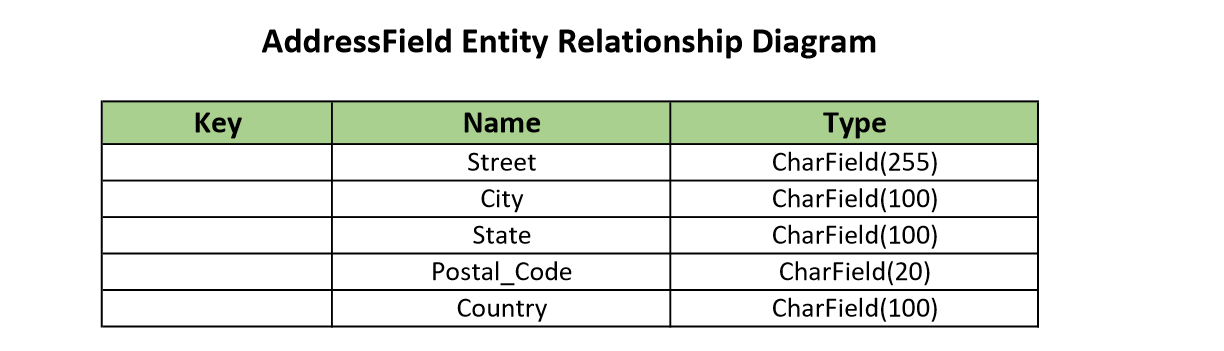 AddressField Entity Relationship Diagram
Key Name Type
Street CharField(255)
City CharField(100)
State CharField(100)
Postal_Code CharField(20)
Country CharField(100)